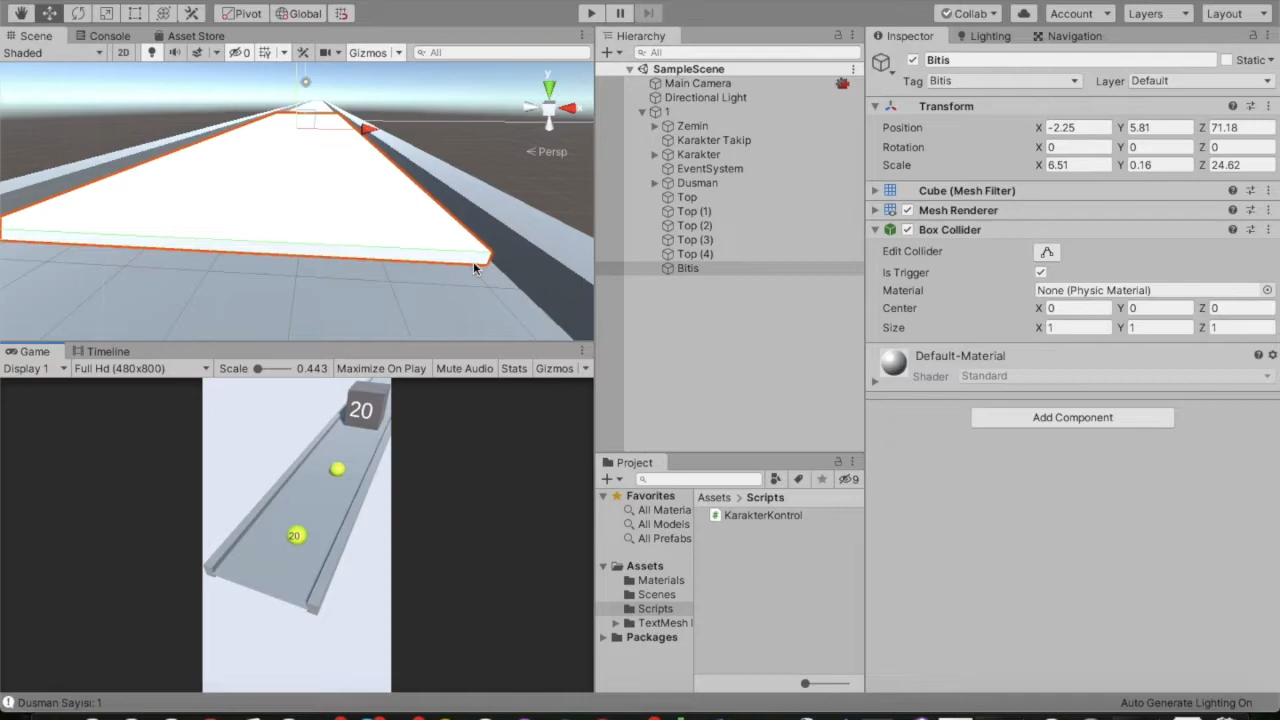 Pivot Global Collab Account Layers Layout
Scene Console Asset Store
Shaded 2D 0 Gizmos All
y
x
Persp
Game Timeline
Display 1 Full Hd (480x800) Scale 0.443 Maximize On Play Mute Audio Stats Gizmos
20
20
Hierarchy
All
SampleScene
Main Camera
Directional Light
1
Zemin
Karakter Takip
Karakter
EventSystem
Dusman
Top
Top (1)
Top (2)
Top (3)
Top (4)
Bitis
Project
9
Favorites
All Materia
All Models
All Prefabs
Assets
Materials
Scenes
Scripts
TextMesh
Packages
Assets > Scripts
KarakterKontrol
Inspector Lighting Navigation
Bitis Static
Tag Bitis Layer Default
Transform
Position X -2.25 Y 5.81 Z 71.18
Rotation X 0 Y 0 Z 0
Scale X 6.51 Y 0.16 Z 24.62
Cube (Mesh Filter)
Mesh Renderer
Box Collider
Edit Collider
Is Trigger
Material None (Physic Material)
Center X 0 Y 0 Z 0
Size X 1 Y 1 Z 1
Default-Material
Shader Standard
Add Component
Dusman Sayisi: 1
Auto Generate Lighting On